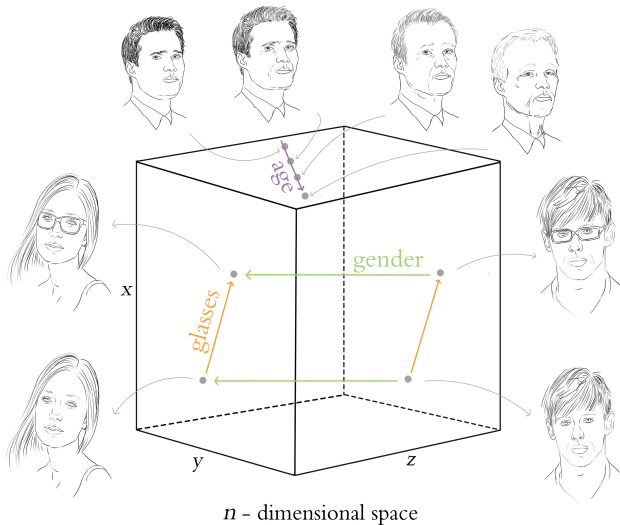 age
gender
glasses
x
y
z
n - dimensional space